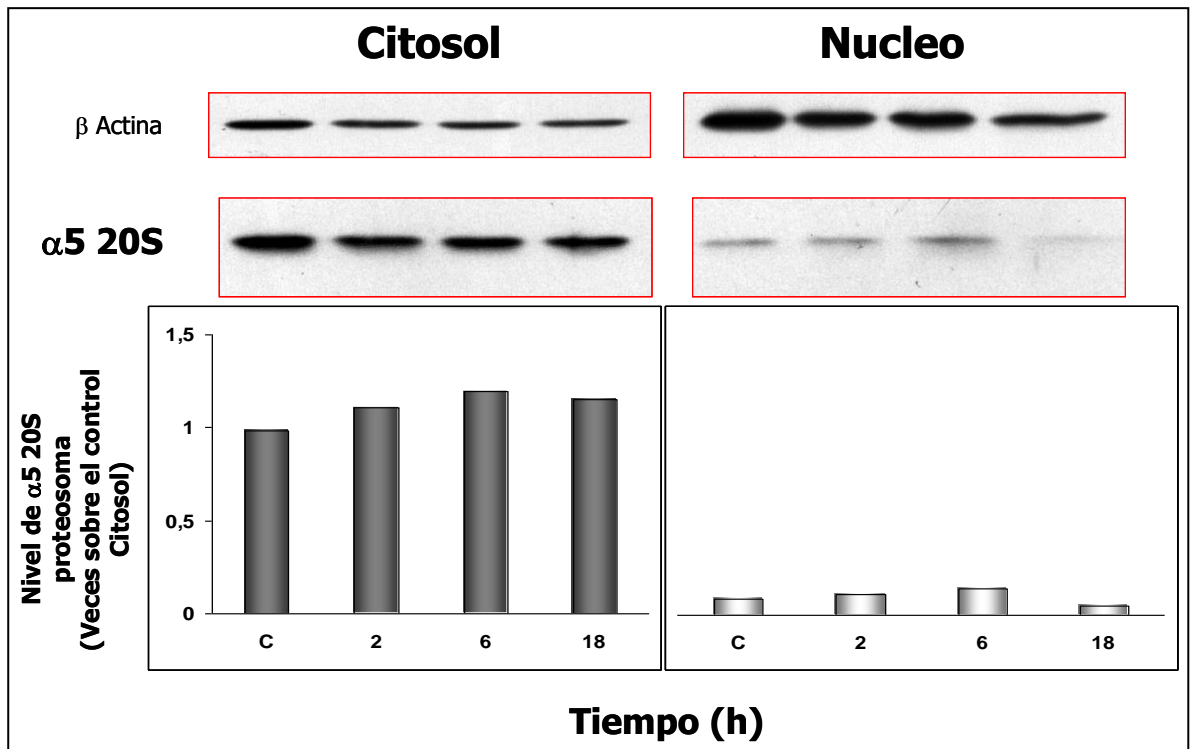 Citosol
Nucleo
β Actina
α5 20S
Nivel de α5 20S
proteosoma
(Veces sobre el control
Citosol)
1,5
1
0,5
0
C 2 6 18
C 2 6 18
Tiempo (h)